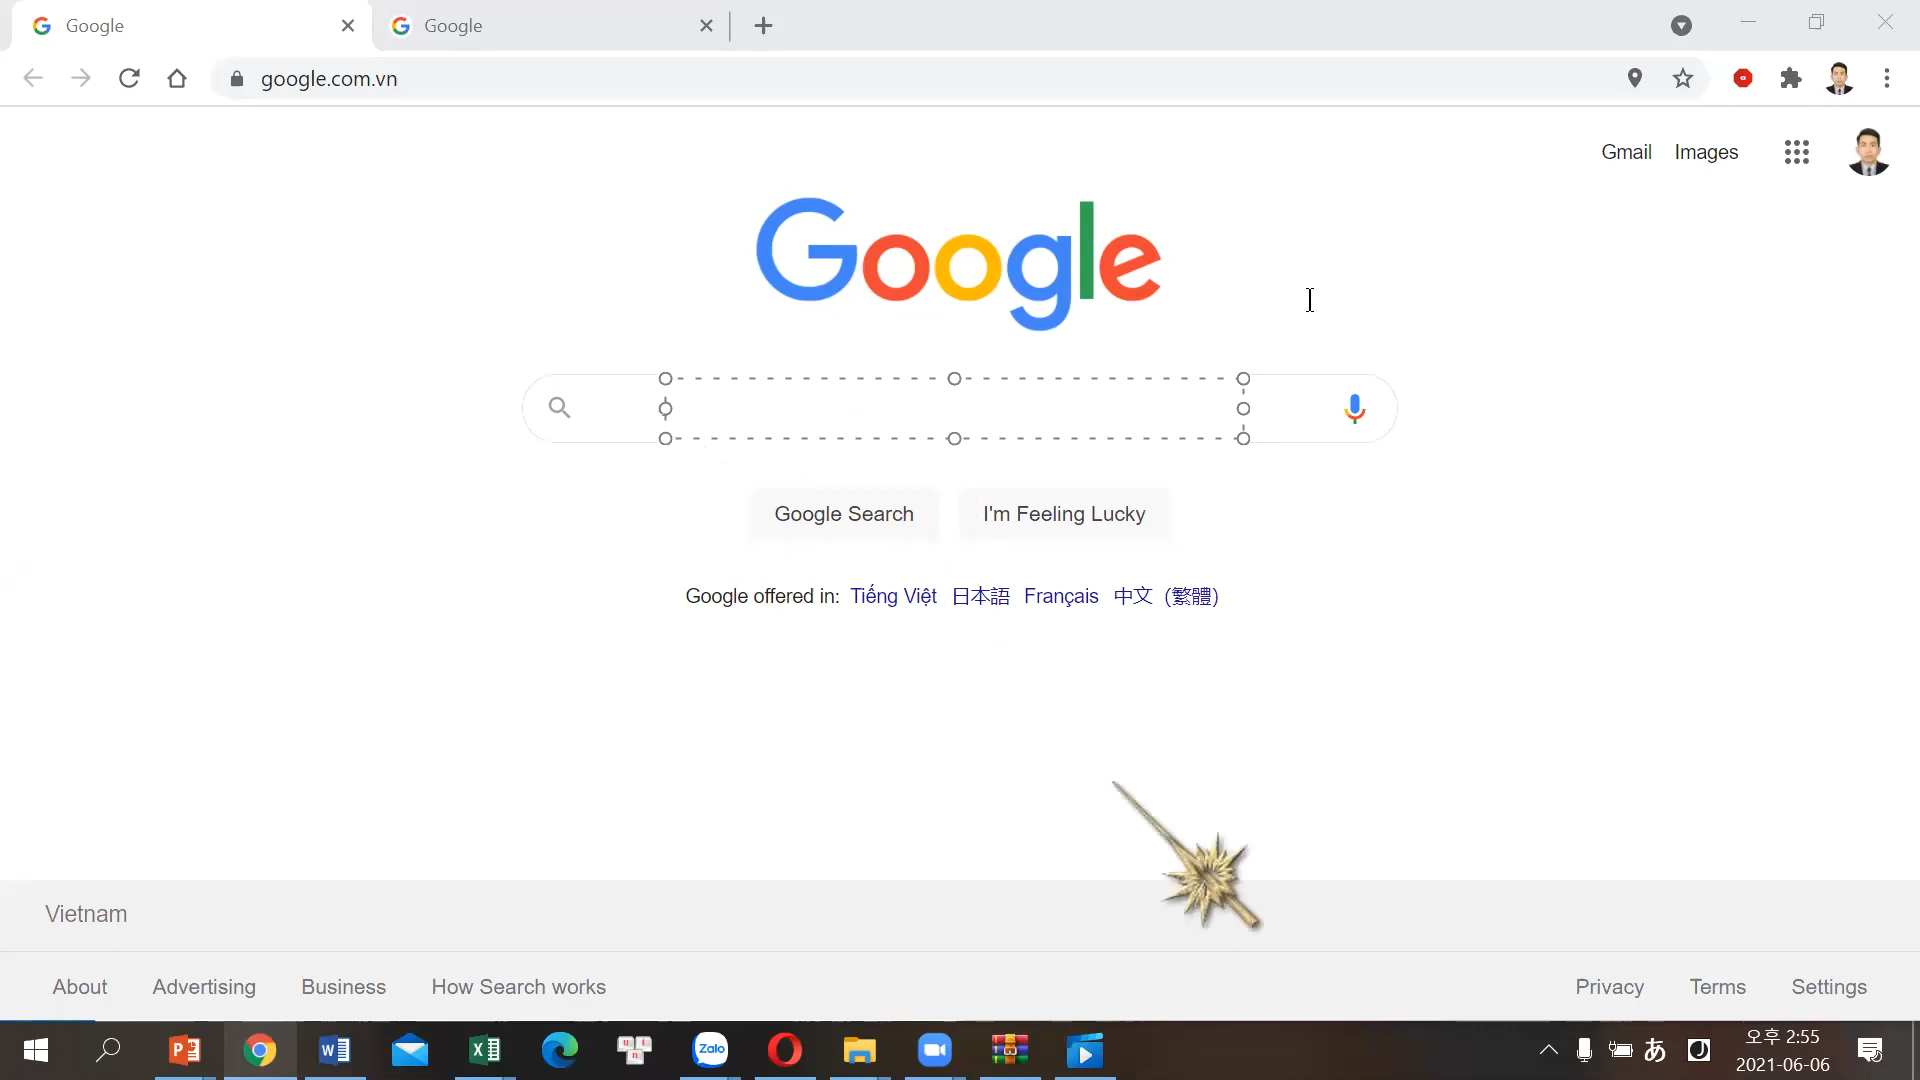 Google
Google
google.com.vn
Gmail Images
Google
Google Search I'm Feeling Lucky
Google offered in: Tiếng Việt 日本語 Français 中文 (繁體)
Vietnam
About Advertising Business How Search works Privacy Terms Settings
Zalo
あ
오후 2:55
2021-06-06